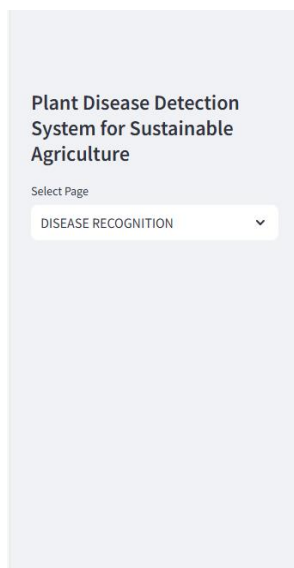 Plant Disease Detection
System for Sustainable
Agriculture
Select Page
DISEASE RECOGNITION